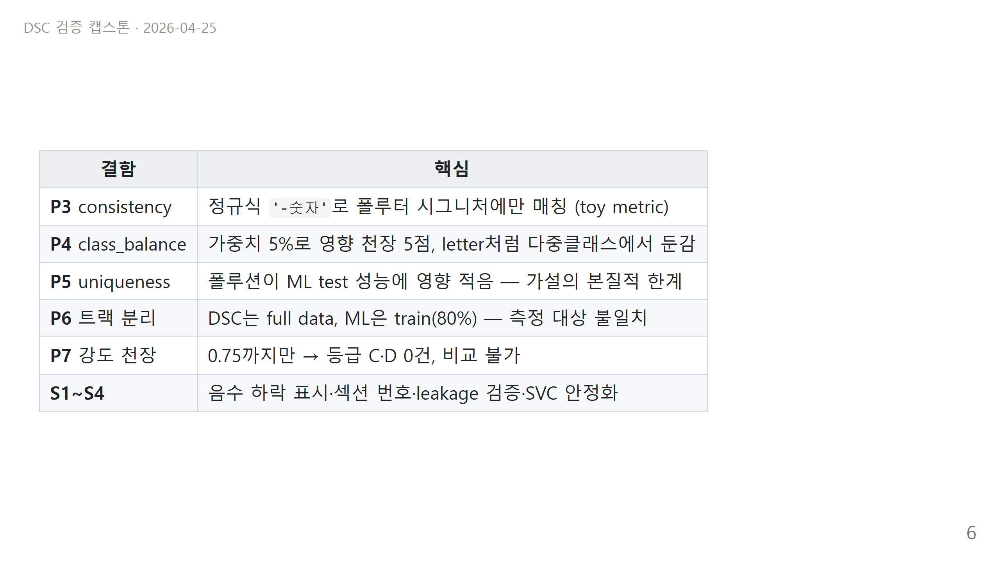 DSC 검증 캡스톤 · 2026-04-25
결함 핵심
P3 consistency 정규식 '-숫자'로 폴루터 시그니처에만 매칭 (toy metric)
P4 class_balance 가중치 5%로 영향 천장 5점, letter처럼 다중클래스에서 둔감
P5 uniqueness 폴루션이 ML test 성능에 영향 적음 — 가설의 본질적 한계
P6 트랙 분리 DSC는 full data, ML은 train(80%) — 측정 대상 불일치
P7 강도 천장 0.75까지만 → 등급 C·D 0건, 비교 불가
S1~S4 음수 하락 표시·섹션 번호·leakage 검증·SVC 안정화
6